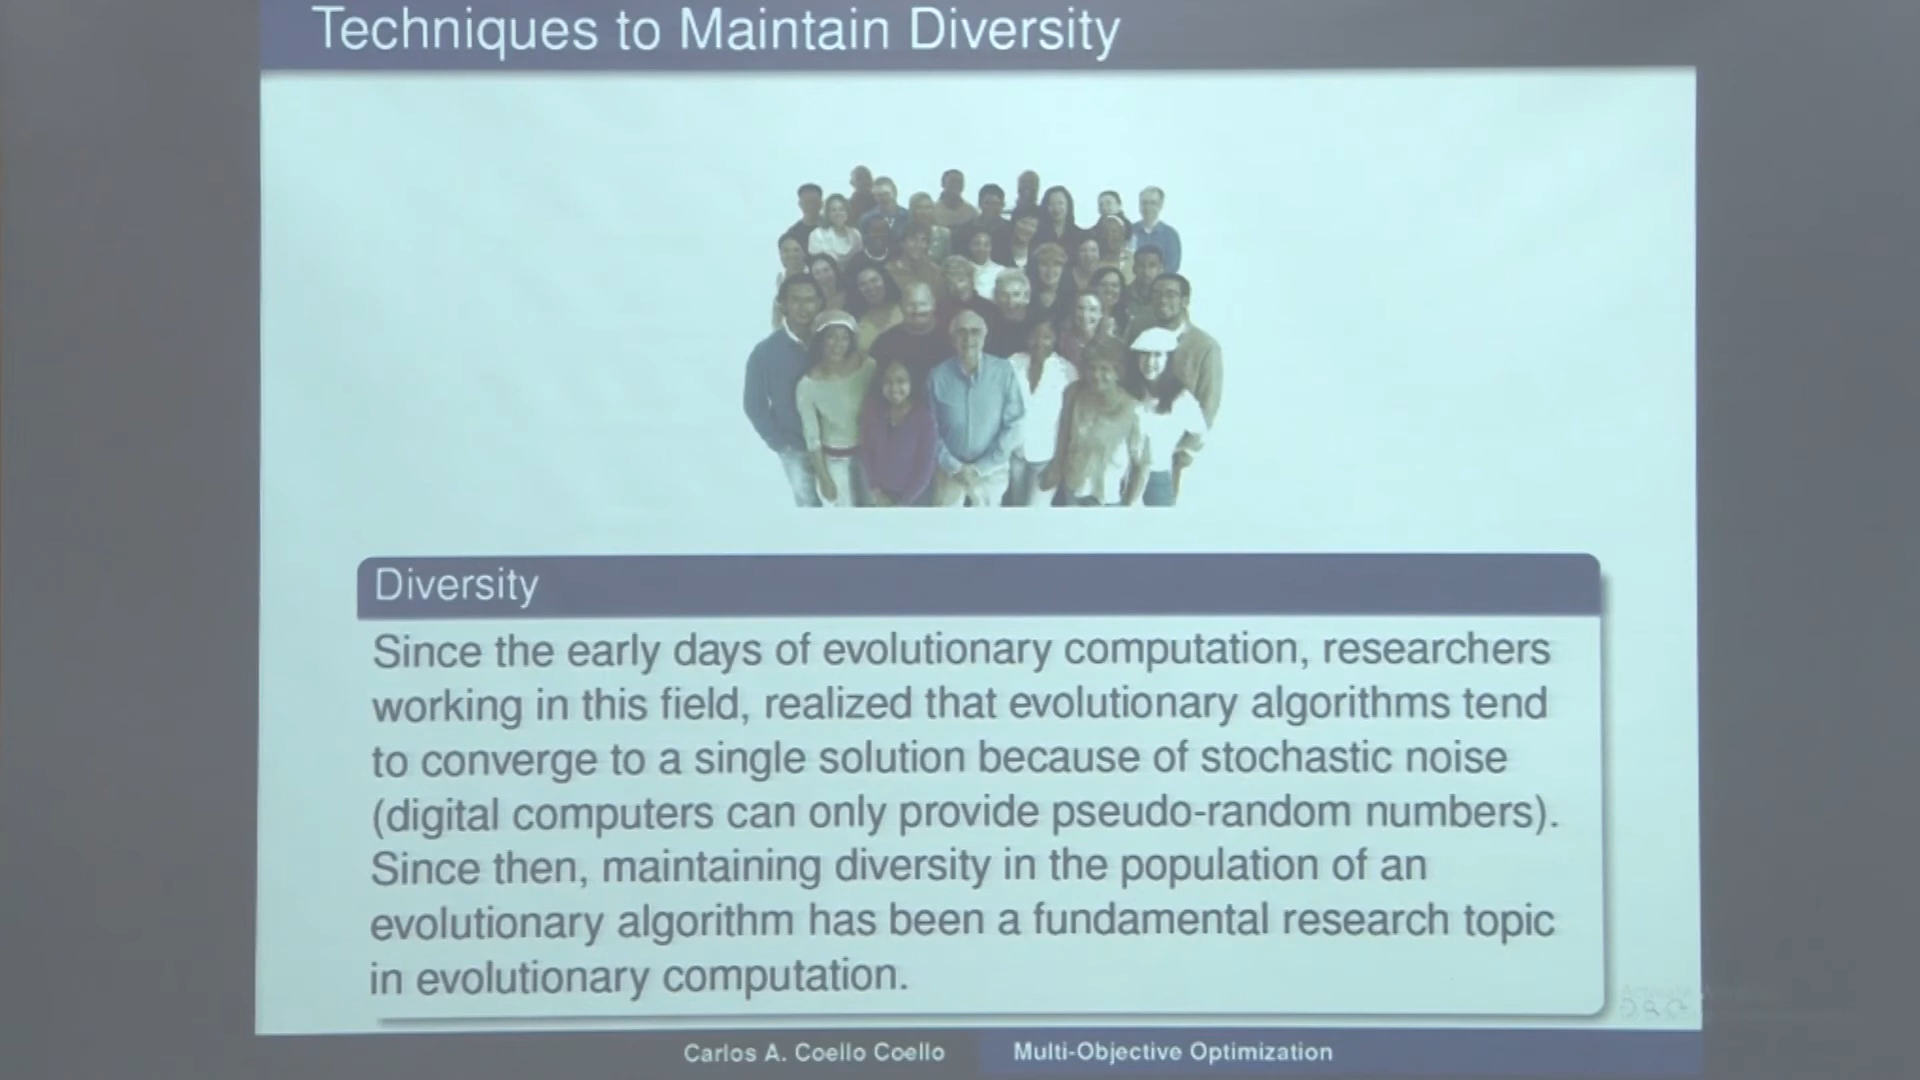 Techniques to Maintain Diversity
Diversity
Since the early days of evolutionary computation, researchers
working in this field, realized that evolutionary algorithms tend
to converge to a single solution because of stochastic noise
(digital computers can only provide pseudo-random numbers).
Since then, maintaining diversity in the population of an
evolutionary algorithm has been a fundamental research topic
in evolutionary computation.
Carlos A. Coello Coello
Multi-Objective Optimization